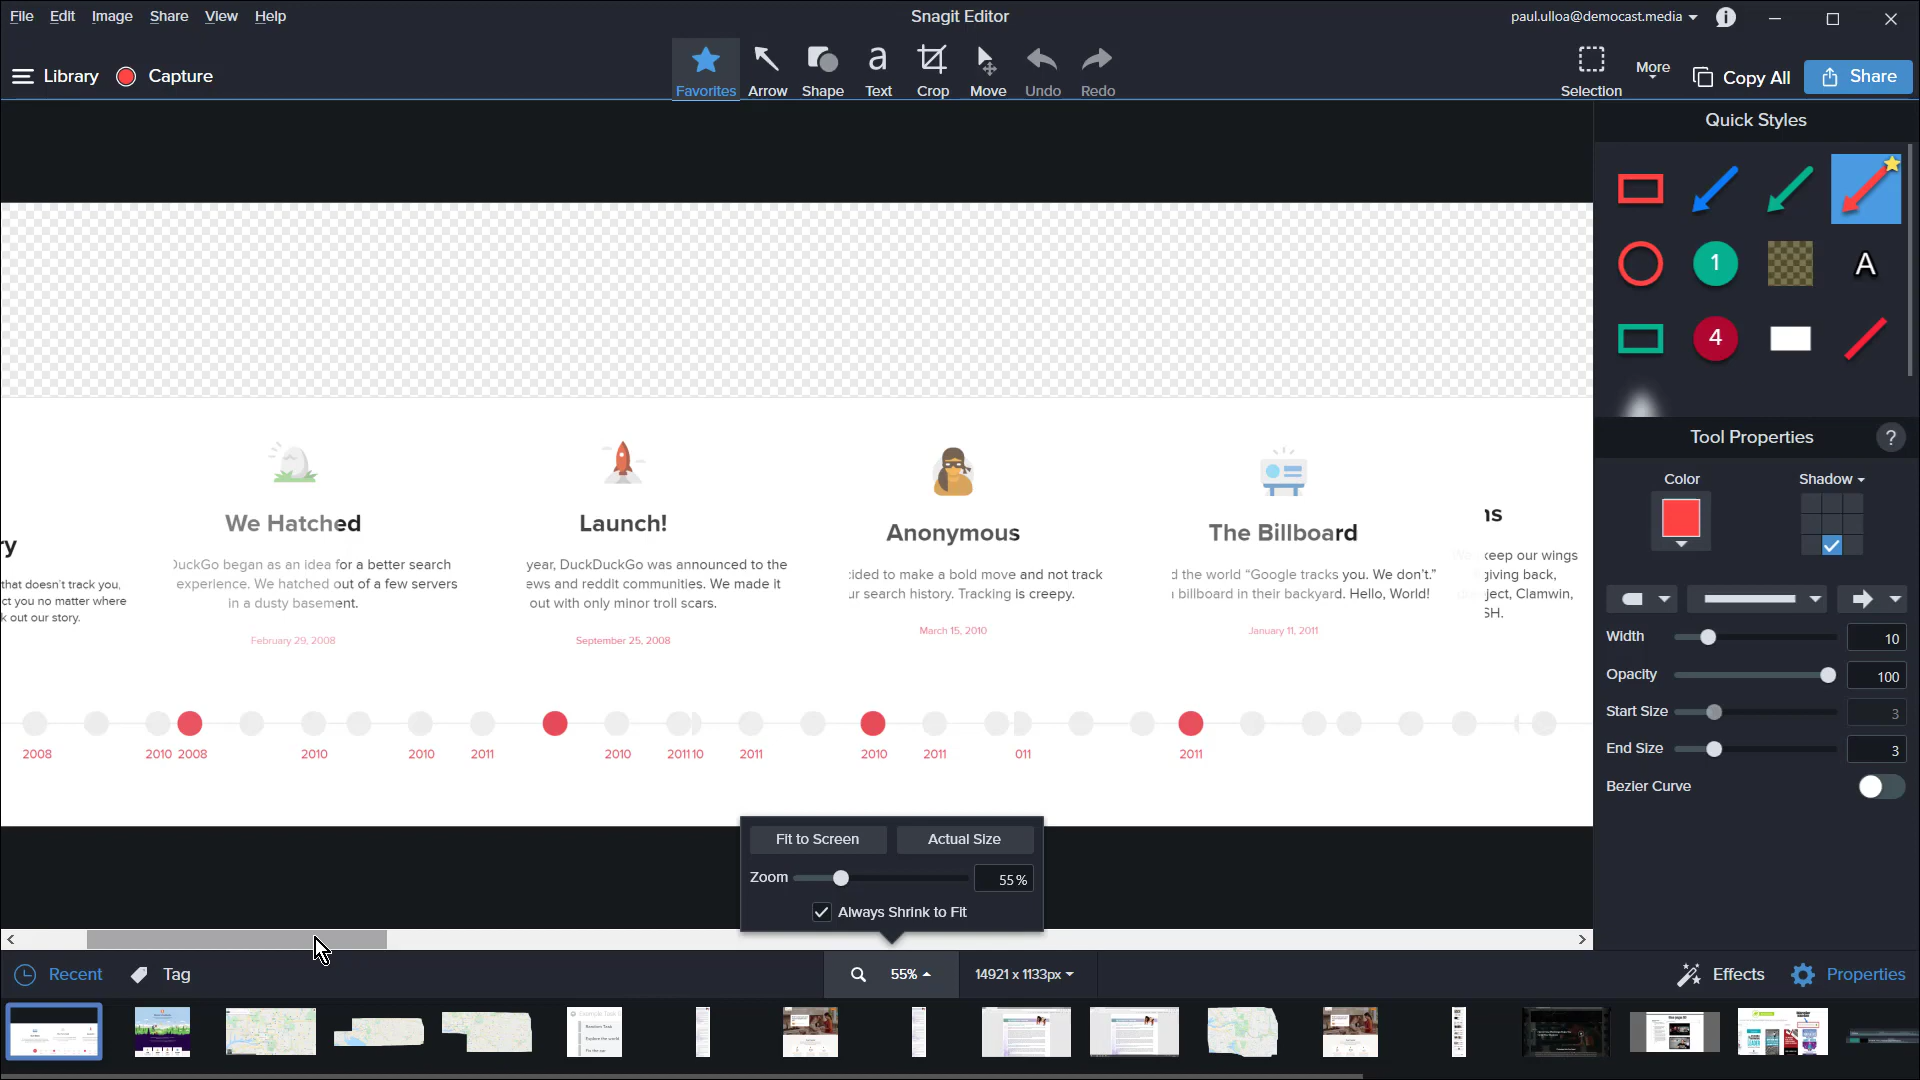 File Edit Image Share View Help
Snagit Editor
paul.ulloa@democast.media
Library
Capture
Favorites Arrow Shape Text Crop Move Undo Redo
Selection
More
Copy All
Share
Quick Styles
1
A
4
Tool Properties
?
Color
Shadow
Width
10
Opacity
100
Start Size
3
End Size
3
Bezier Curve
ry
that doesn't track you,
ct you no matter where
k out our story.
We Hatched
DuckGo began as an idea for a better search
experience. We hatched out of a few servers
in a dusty basement.
February 29, 2008
Launch!
year, DuckDuckGo was announced to the
ews and reddit communities. We made it
out with only minor troll scars.
September 25, 2008
Anonymous
cided to make a bold move and not track
ur search history. Tracking is creepy.
March 15, 2010
The Billboard
d the world “Google tracks you. We don't.”
billboard in their backyard. Hello, World!
January 11, 2011
ns
keep our wings
giving back,
ject, Clamwin,
SH.
2008 2010 2008 2010 2010 2011 2010 201110 2011 2010 2011 011 2011
Fit to Screen
Actual Size
Zoom
55%
Always Shrink to Fit
Recent
Tag
55%
14921 x 1133px
Effects
Properties